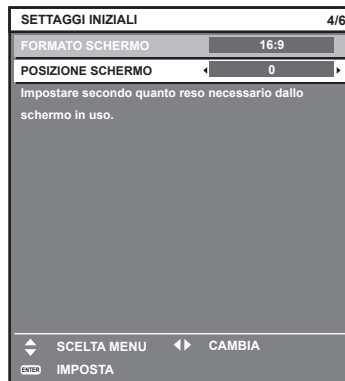 SETTAGGI INIZIALI 4/6
FORMATO SCHERMO 16:9
POSIZIONE SCHERMO 0
Impostare secondo quanto reso necessario dallo
schermo in uso.
SCELTA MENU CAMBIA
ENTER IMPOSTA